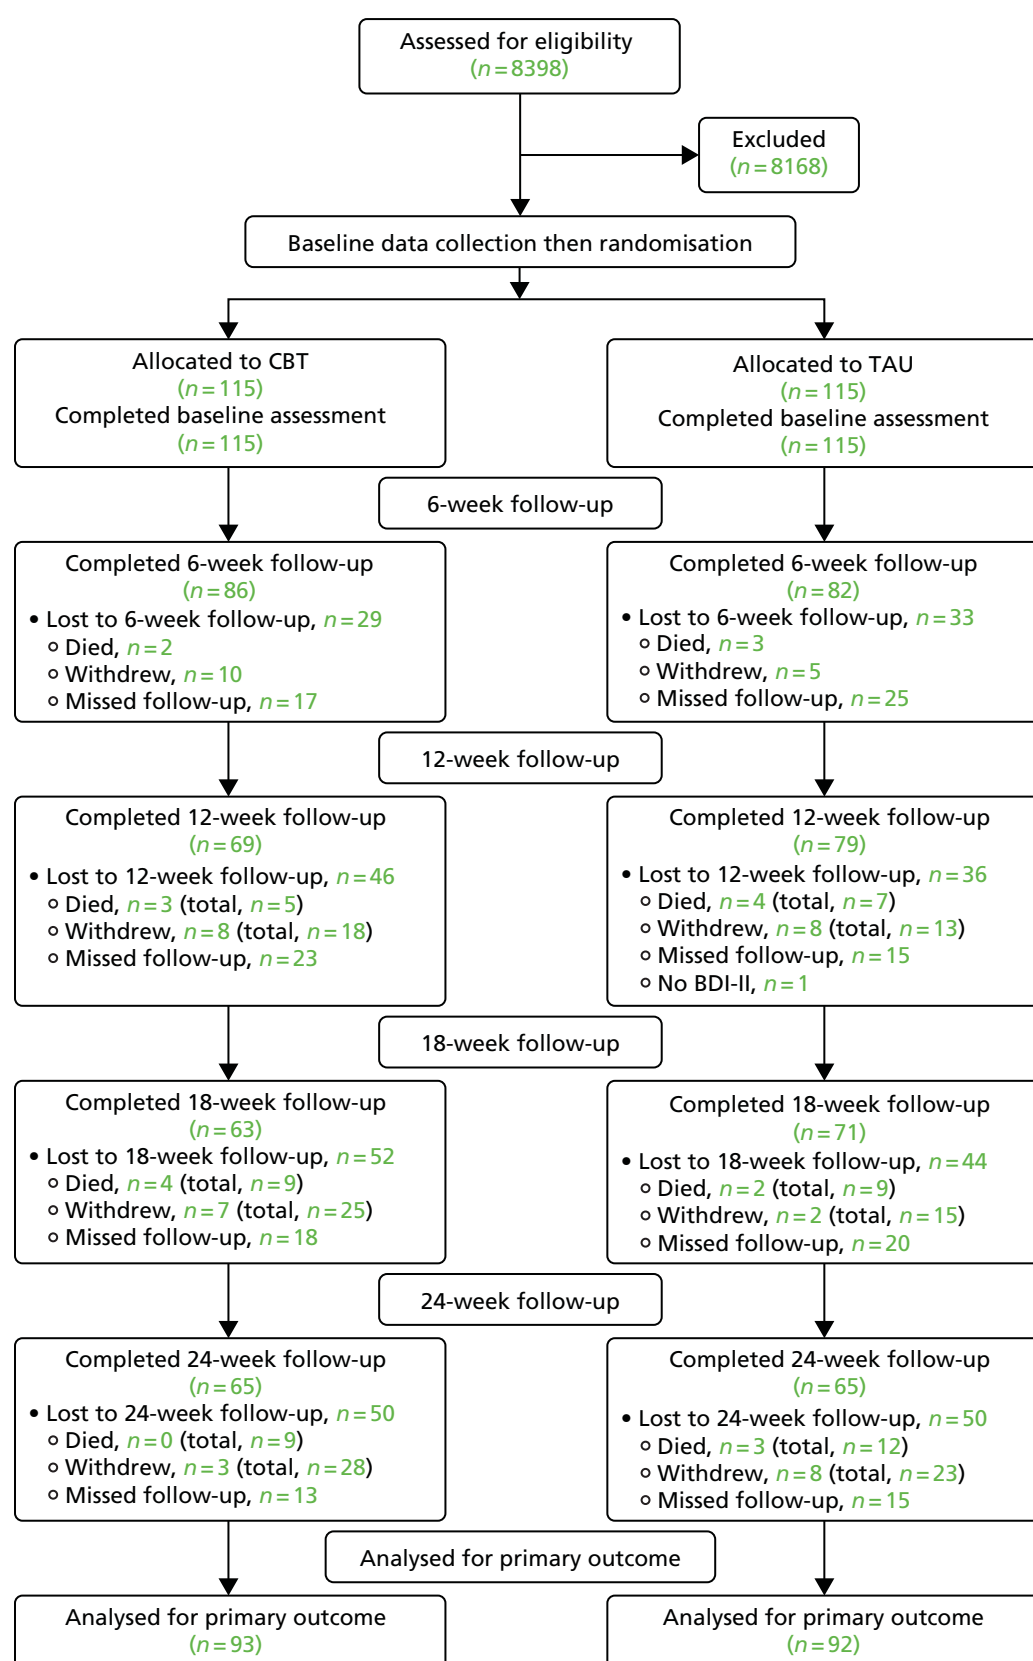 Assessed for eligibility
(n=8398)
Excluded
(n=8168)
Baseline data collection then randomisation
Allocated to CBT
(n=115)
Completed baseline assessment
(n=115)
Allocated to TAU
(n=115)
Completed baseline assessment
(n=115)
6-week follow-up
Completed 6-week follow-up
(n=86)
• Lost to 6-week follow-up, n=29
⚬ Died, n=2
⚬ Withdrew, n=10
⚬ Missed follow-up, n=17
Completed 6-week follow-up
(n=82)
• Lost to 6-week follow-up, n=33
⚬ Died, n=3
⚬ Withdrew, n=5
⚬ Missed follow-up, n=25
12-week follow-up
Completed 12-week follow-up
(n=69)
• Lost to 12-week follow-up, n=46
⚬ Died, n=3 (total, n=5)
⚬ Withdrew, n=8 (total, n=18)
⚬ Missed follow-up, n=23
Completed 12-week follow-up
(n=79)
• Lost to 12-week follow-up, n=36
⚬ Died, n=4 (total, n=7)
⚬ Withdrew, n=8 (total, n=13)
⚬ Missed follow-up, n=15
⚬ No BDI-II, n=1
18-week follow-up
Completed 18-week follow-up
(n=63)
• Lost to 18-week follow-up, n=52
⚬ Died, n=4 (total, n=9)
⚬ Withdrew, n=7 (total, n=25)
⚬ Missed follow-up, n=18
Completed 18-week follow-up
(n=71)
• Lost to 18-week follow-up, n=44
⚬ Died, n=2 (total, n=9)
⚬ Withdrew, n=2 (total, n=15)
⚬ Missed follow-up, n=20
24-week follow-up
Completed 24-week follow-up
(n=65)
• Lost to 24-week follow-up, n=50
⚬ Died, n=0 (total, n=9)
⚬ Withdrew, n=3 (total, n=28)
⚬ Missed follow-up, n=13
Completed 24-week follow-up
(n=65)
• Lost to 24-week follow-up, n=50
⚬ Died, n=3 (total, n=12)
⚬ Withdrew, n=8 (total, n=23)
⚬ Missed follow-up, n=15
Analysed for primary outcome
Analysed for primary outcome
(n=93)
Analysed for primary outcome
(n=92)